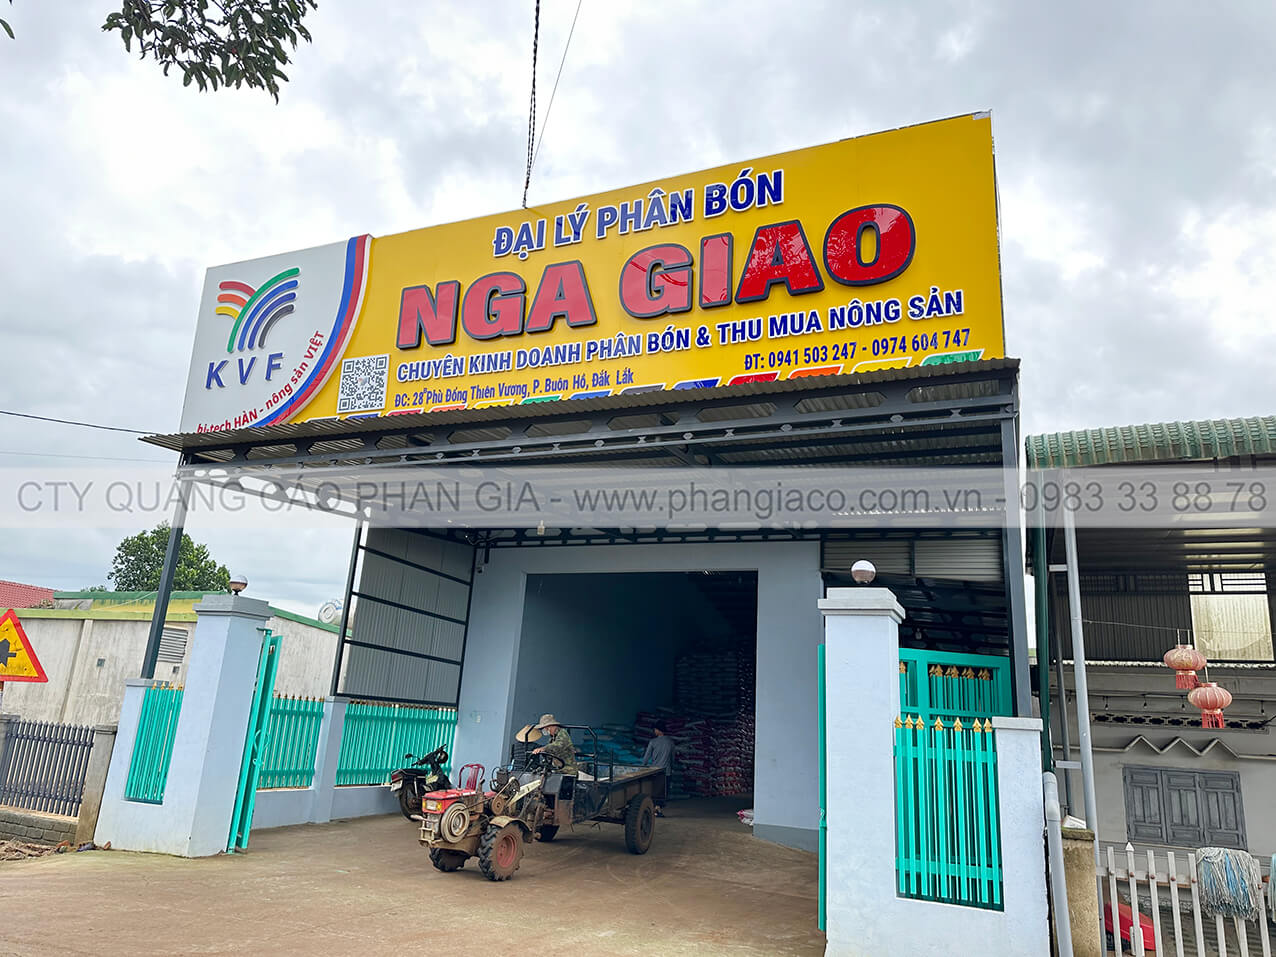 ĐẠI LÝ PHÂN BÓN
NGA GIAO
CHUYÊN KINH DOANH PHÂN BÓN & THU MUA NÔNG SẢN
ĐT: 0941 503 247 - 0974 604 747
ĐC: 28 Phù Đổng Thiên Vương, P. Buôn Hồ, Đắk Lắk
KVF
hi-tech HÀN - nông sản VIỆT
CTY QUẢNG CÁO PHAN GIA - www.phangiaco.com.vn - 0983 33 88 78